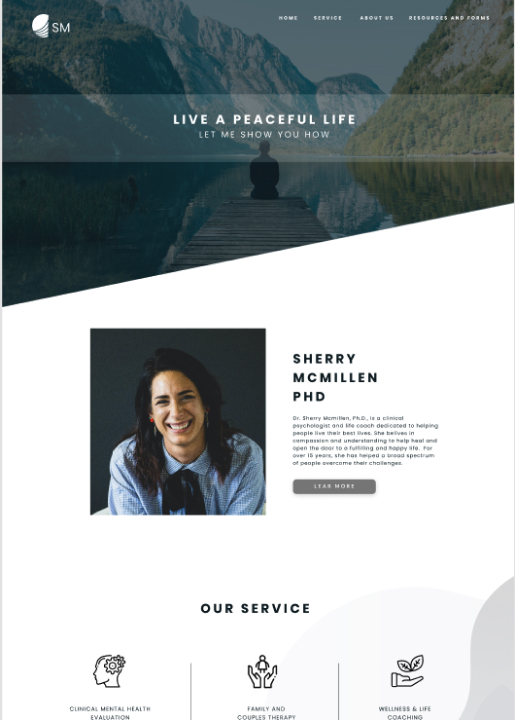 SM
HOME SERVICE ABOUT US RESOURCES AND FORMS
LIVE A PEACEFUL LIFE
LET ME SHOW YOU HOW
SHERRY
MCMILLEN
PHD
Dr. Sherry Mcmillen, Ph.D., is a clinical
psychologist and life coach dedicated to helping
people live their best lives. She belives in
compassion and understanding to help heal and
open the door to a fulfilling and happy life. For
over 15 years, she has helped a broad spectrum
of people overcome their challenges.
LEAR MORE
OUR SERVICE
CLINICAL MENTAL HEALTH
EVALUATION
FAMILY AND
COUPLES THERAPY
WELLNESS & LIFE
COACHING